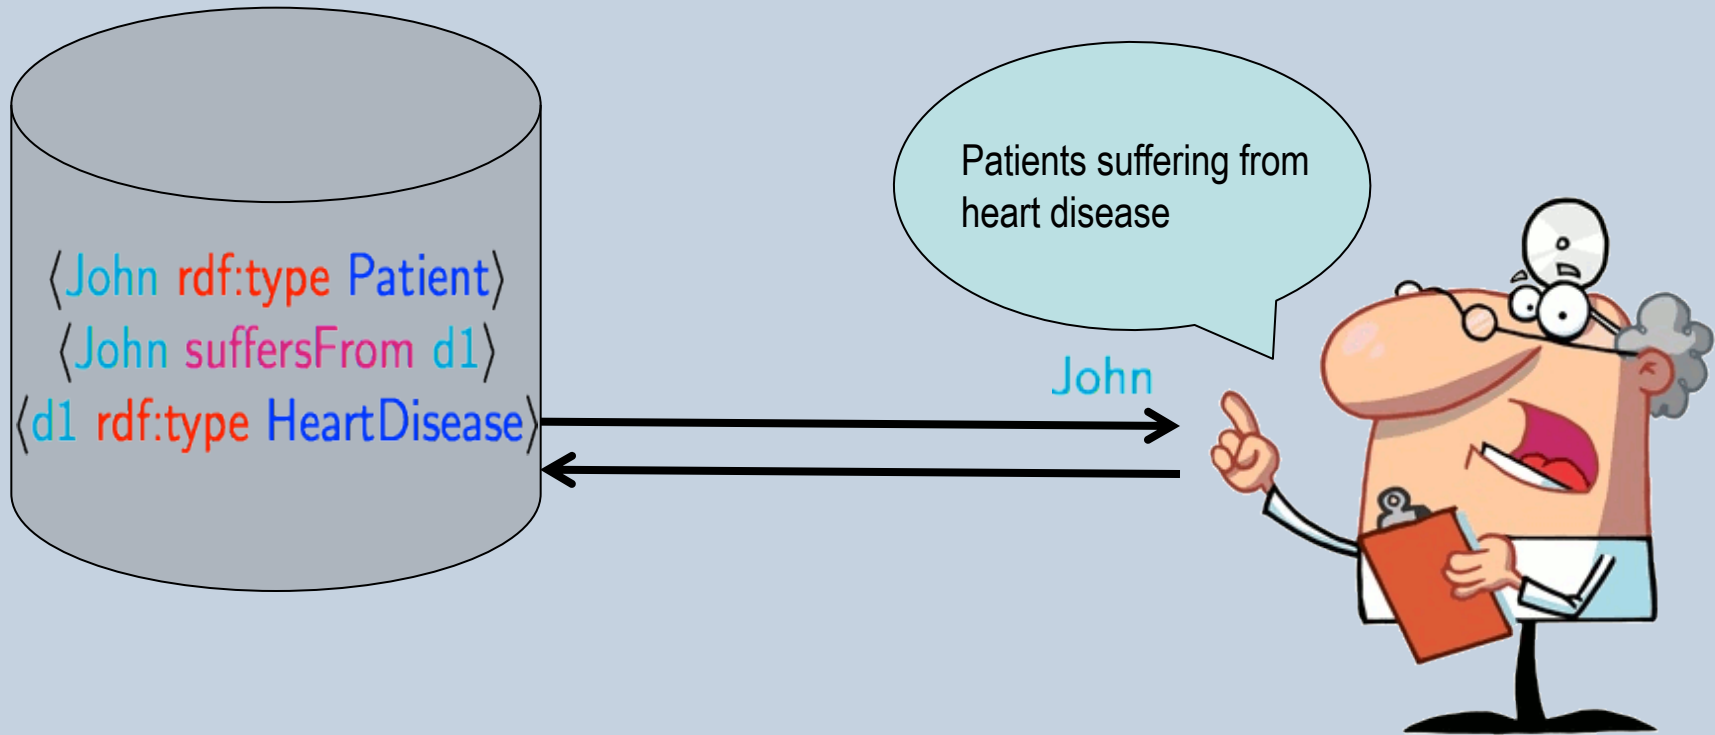 ⟨John rdf:type Patient⟩
⟨John suffersFrom d1⟩
⟨d1 rdf:type HeartDisease⟩
Patients suffering from
heart disease
John